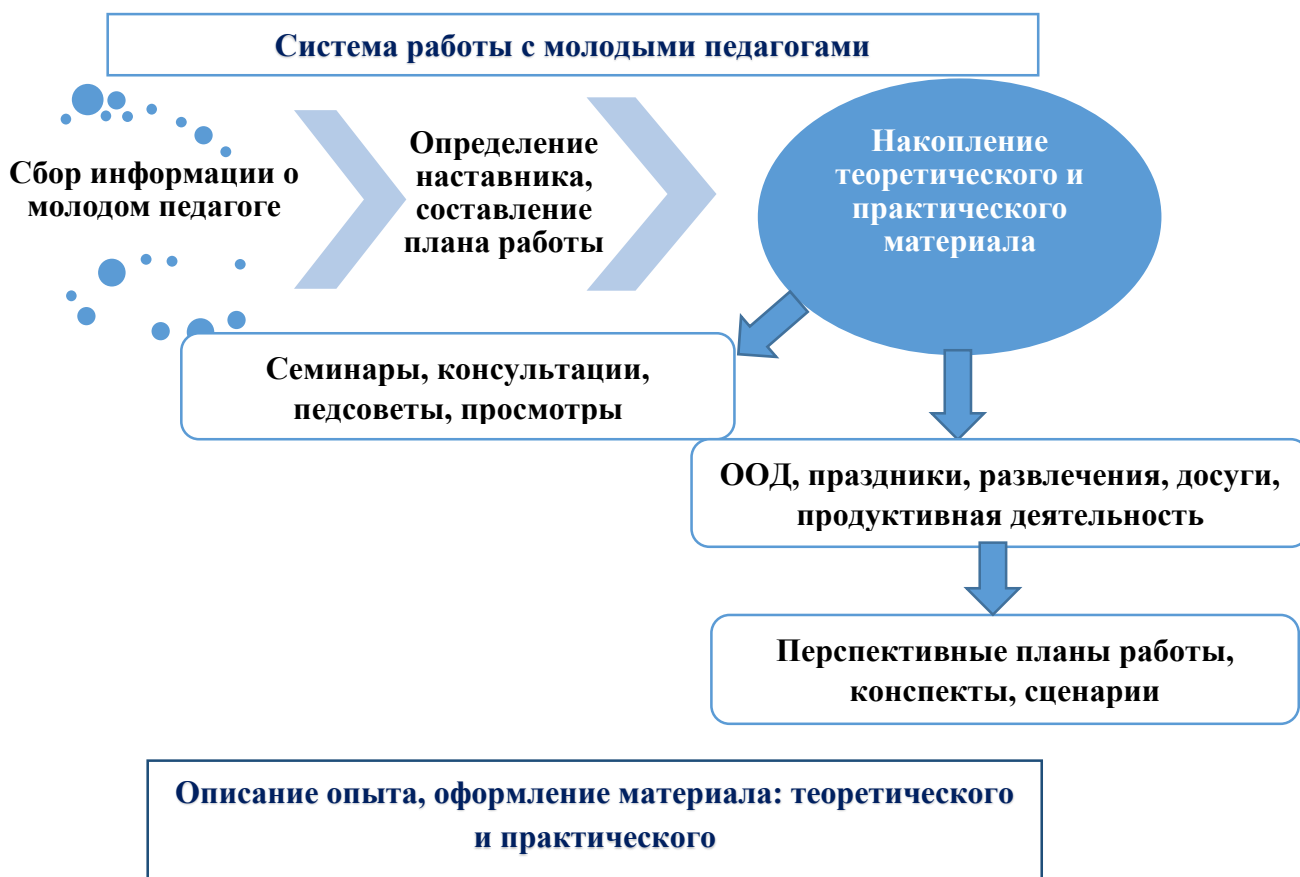 Система работы с молодыми педагогами
Сбор информации о
молодом педагоге
Определение
наставника,
составление
плана работы
Накопление
теоретического и
практического
материала
Семинары, консультации,
педсоветы, просмотры
ООД, праздники, развлечения, досуги,
продуктивная деятельность
Перспективные планы работы,
конспекты, сценарии
Описание опыта, оформление материала: теоретического
и практического